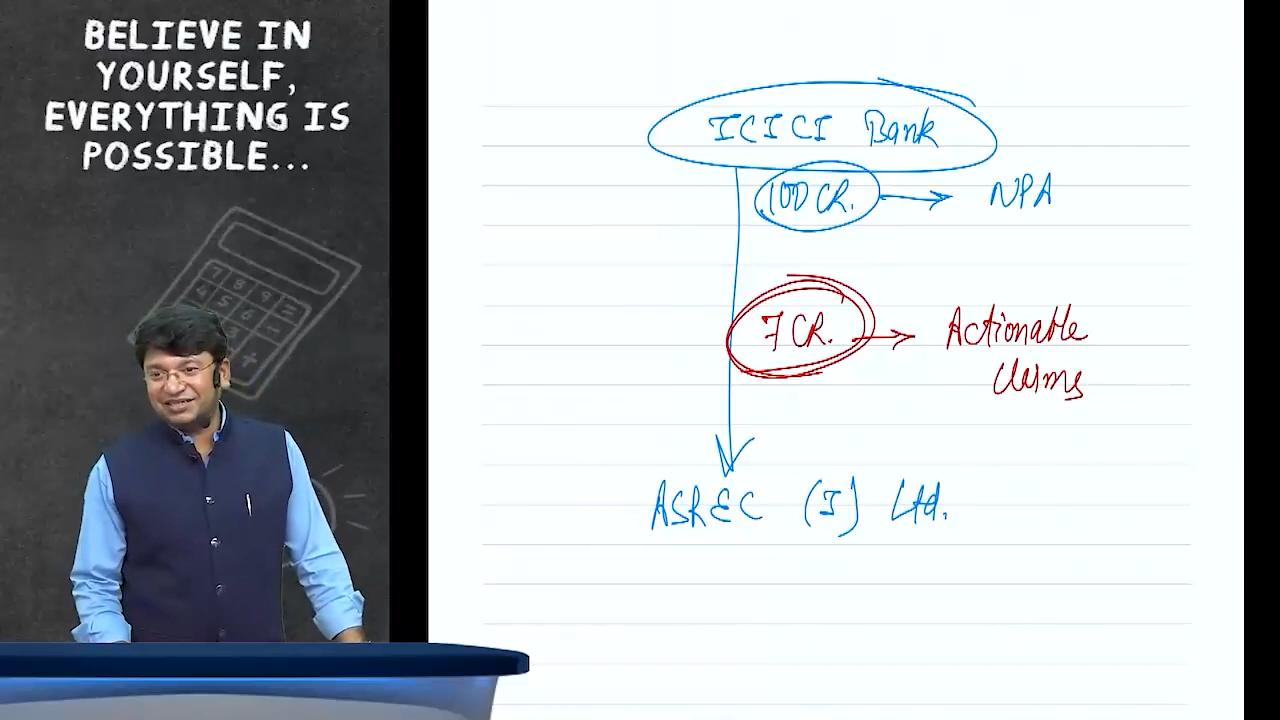 BELIEVE IN
YOURSELF,
EVERYTHING IS
POSSIBLE...
ICICI Bank
100 CR. → NPA
7 CR. → Actionable
Claims
ASREC (I) Ltd.